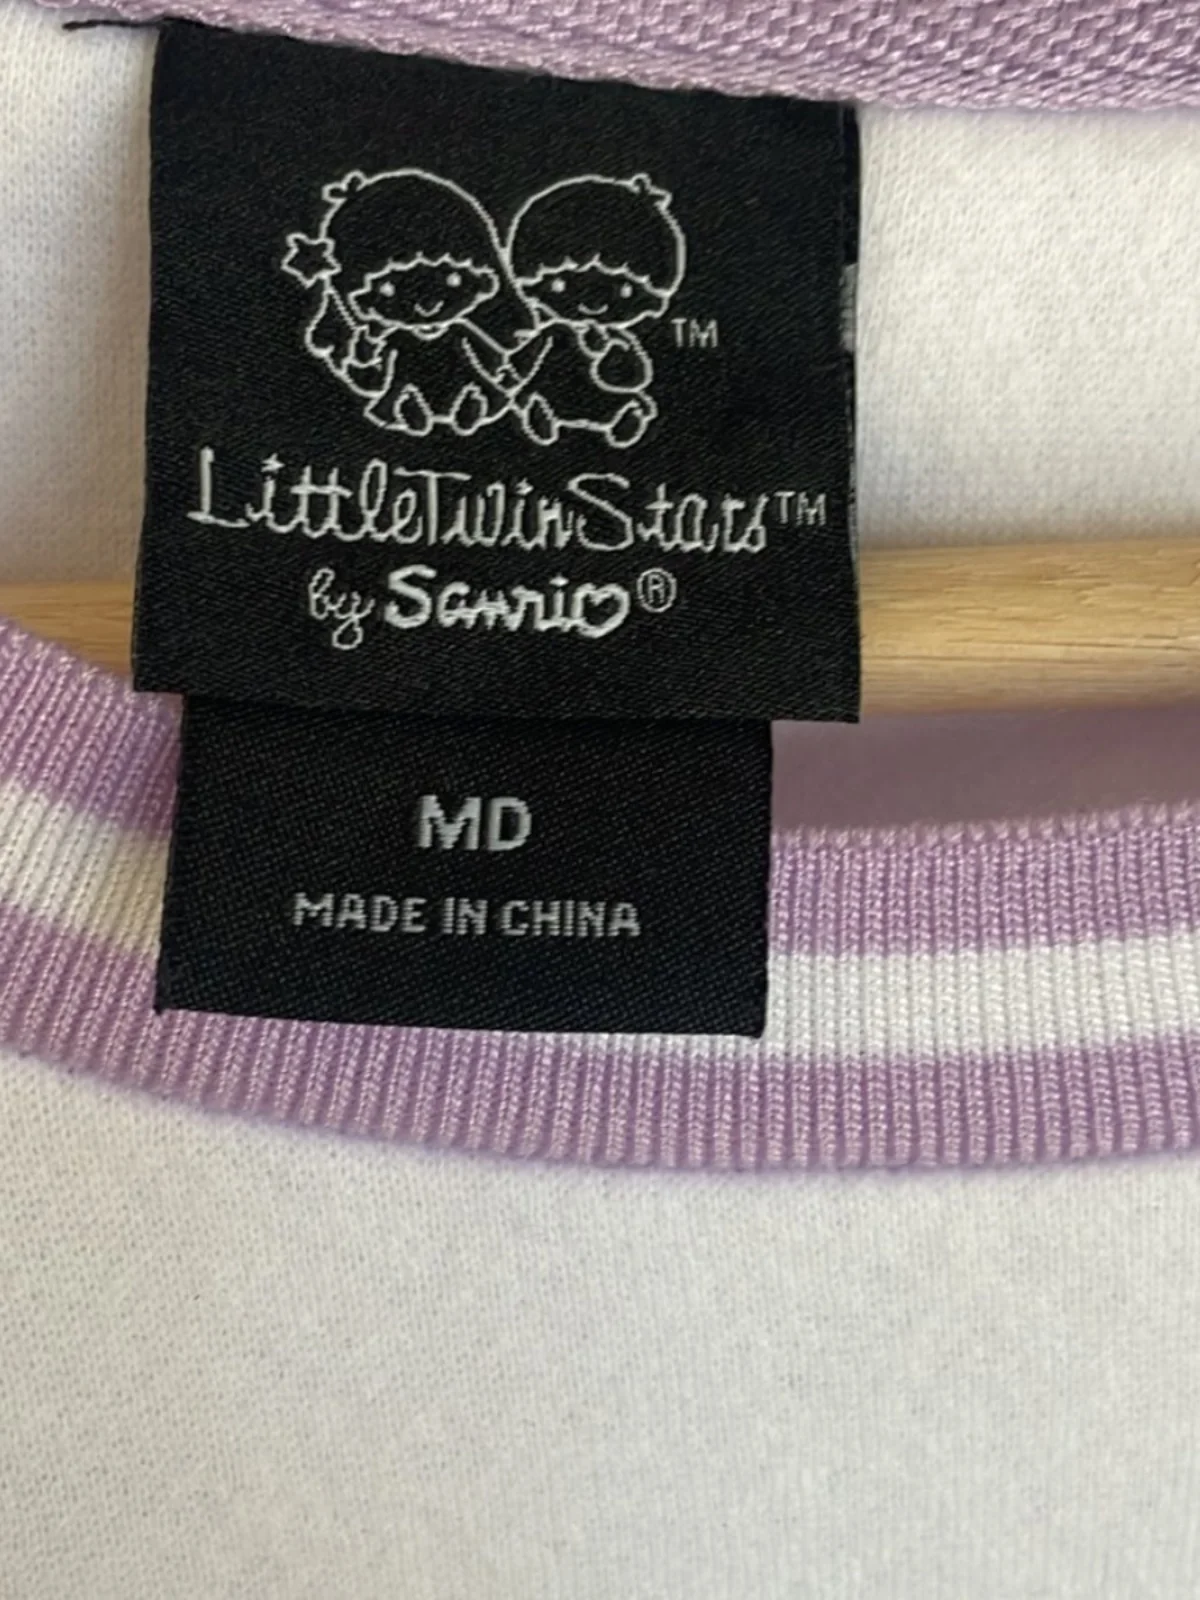 TM
LittleTwinStars™
by Sanrio®
MD
MADE IN CHINA